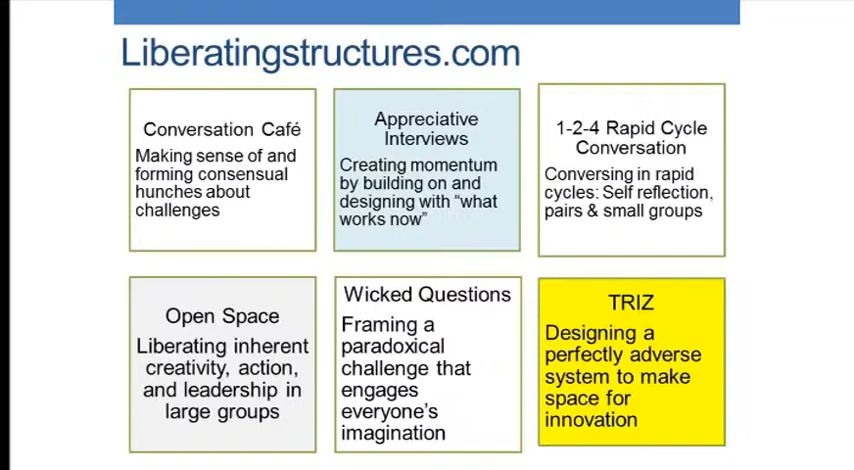 Liberatingstructures.com
Conversation Café
Making sense of and
forming consensual
hunches about
challenges
Appreciative
Interviews
Creating momentum
by building on and
designing with “what
works now”
1-2-4 Rapid Cycle
Conversation
Conversing in rapid
cycles: Self reflection,
pairs & small groups
Open Space
Liberating inherent
creativity, action,
and leadership in
large groups
Wicked Questions
Framing a
paradoxical
challenge that
engages
everyone’s
imagination
TRIZ
Designing a
perfectly adverse
system to make
space for
innovation